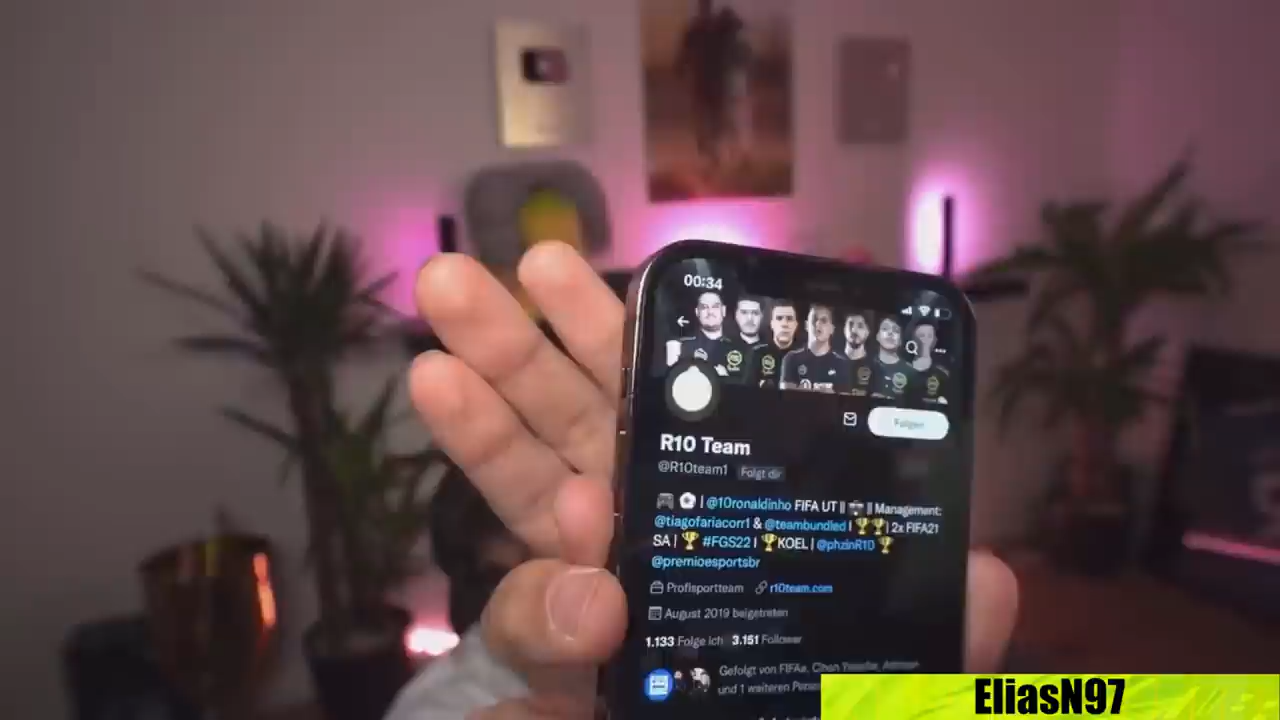 00:34
Folgen
R10 Team
@R10team1 Folgt dir
| @10ronaldinho FIFA UT || || Management:
@tiagofariacorr1 & @teambundled | | 2x FIFA21
SA | #FGS22 | KOEL | @phzinR10
@premioesportsbr
Profisportteam r10team.com
August 2019 beigetreten
1.133 Folge ich 3.151 Follower
Gefolgt von FIFAe,
und 1 weiteren
EliasN97